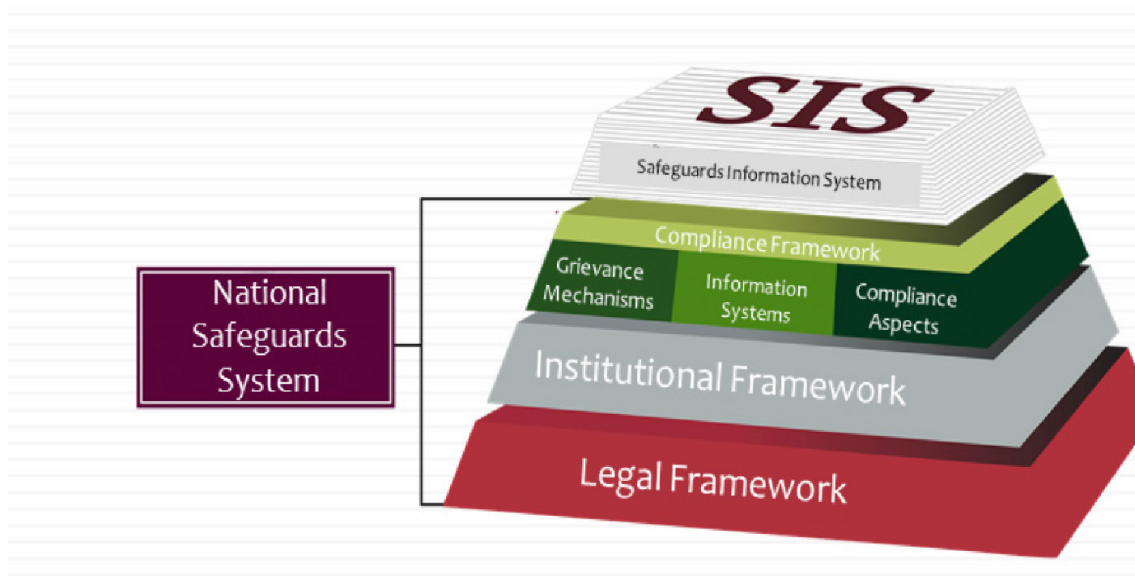 SIS
Safeguards Information System
Compliance Framework
Grievance
Mechanisms
Information
Systems
Compliance
Aspects
National
Safeguards
System
Institutional Framework
Legal Framework